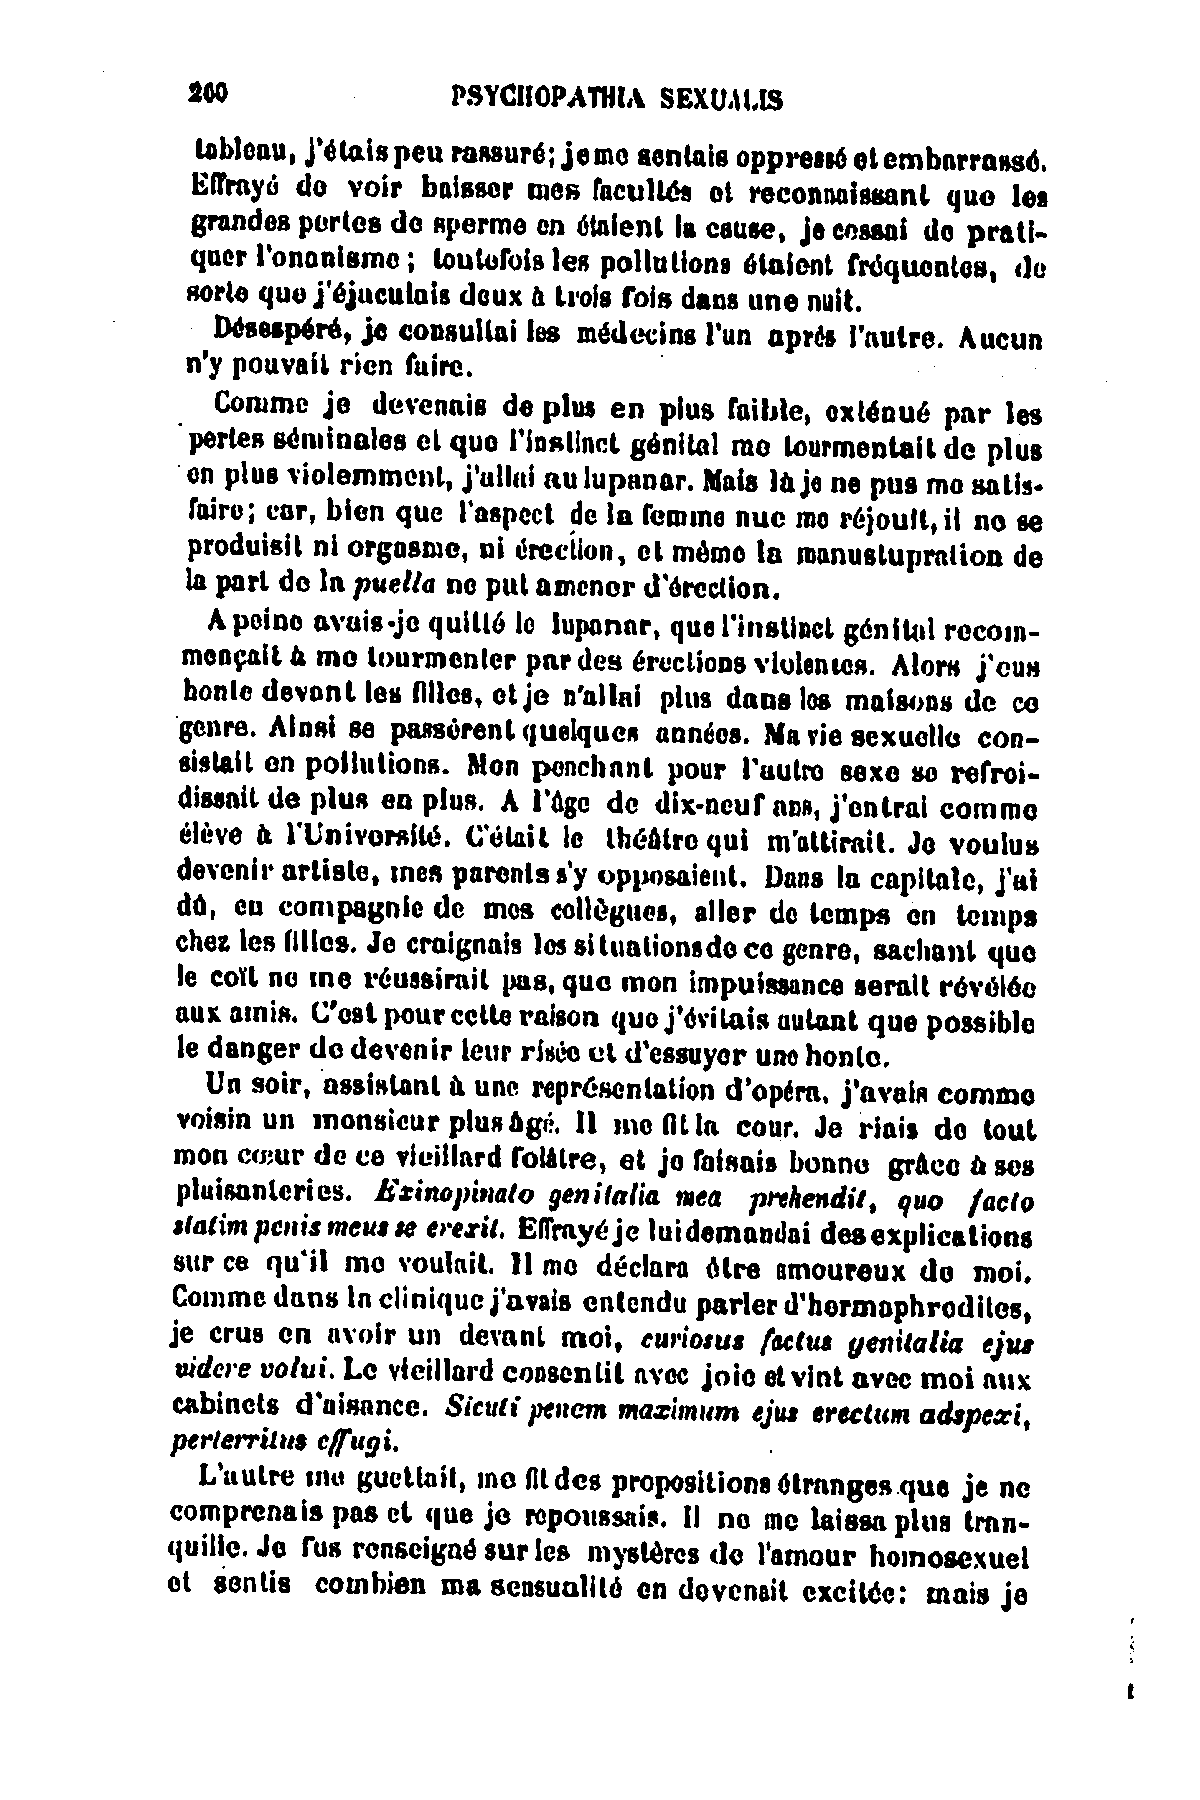 260 PSYCHOPATHIA SEXUALIS
tableau, j'étais peu rassuré; je me sentais oppressé et embarrassé.
Effrayé de voir baisser mes facultés et reconnaissant que les
grandes pertes de sperme en étaient la cause, je cessai de prati-
quer l'onanisme; toutefois les pollutions étaient fréquentes, de
sorte que j'éjaculais deux à trois fois dans une nuit.
Désespéré, je consultai les médecins l'un après l'autre. Aucun
n'y pouvait rien faire.
Comme je devenais de plus en plus faible, exténué par les
pertes séminales et que l'instinct génital me tourmentait de plus
en plus violemment, j'allai au lupanar. Mais là je ne pus me satis-
faire; car, bien que l'aspect de la femme nue me réjouît, il ne se
produisit ni orgasme, ni érection, et même la manustupration de
la part de la puella ne put amener d'érection.
A peine avais-je quitté le lupanar, que l'instinct génital recom-
mençait à me tourmenter par des érections violentes. Alors j'eus
honte devant les filles, et je n'allai plus dans les maisons de ce
genre. Ainsi se passèrent quelques années. Ma vie sexuelle con-
sistait en pollutions. Mon penchant pour l'autre sexe se refroi-
dissait de plus en plus. A l'âge de dix-neuf ans, j'entrai comme
élève à l'Université. C'était le théâtre qui m'attirait. Je voulus
devenir artiste, mes parents s'y opposaient. Dans la capitale, j'ai
dû, en compagnie de mes collègues, aller de temps en temps
chez les filles. Je craignais les situations de ce genre, sachant que
le coït ne me réussirait pas, que mon impuissance serait révélée
aux amis. C'est pour cette raison que j'évitais autant que possible
le danger de devenir leur risée et d'essuyer une honte.
Un soir, assistant à une représentation d'opéra, j'avais comme
voisin un monsieur plus âgé. Il me fit la cour. Je riais de tout
mon cœur de ce vieillard folâtre, et je faisais bonne grâce à ses
plaisanteries. Exinopinato genitalia mea prehendit, quo facto
statim penis meus se erexit. Effrayé je lui demandai des explications
sur ce qu'il me voulait. Il me déclara être amoureux de moi.
Comme dans la clinique j'avais entendu parler d'hermaphrodites,
je crus en avoir un devant moi, curiosus factus genitalia ejus
videre volui. Le vieillard consentit avec joie et vint avec moi aux
cabinets d'aisance. Sicuti penem maximum ejus erectum adspexi,
perterritus effugi.
L'autre me guettait, me fit des propositions étranges que je ne
comprenais pas et que je repoussais. Il ne me laissa plus tran-
quille. Je fus renseigné sur les mystères de l'amour homosexuel
et sentis combien ma sensualité en devenait excitée: mais je